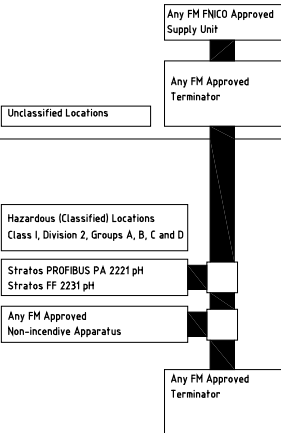 Any FM FNICO Approved
Supply Unit
Any FM Approved
Terminator
Unclassified Locations
Hazardous (Classified) Locations
Class I, Division 2, Groups A, B, C and D
Stratos PROFIBUS PA 2221 pH
Stratos FF 2231 pH
Any FM Approved
Non-incendive Apparatus
Any FM Approved
Terminator